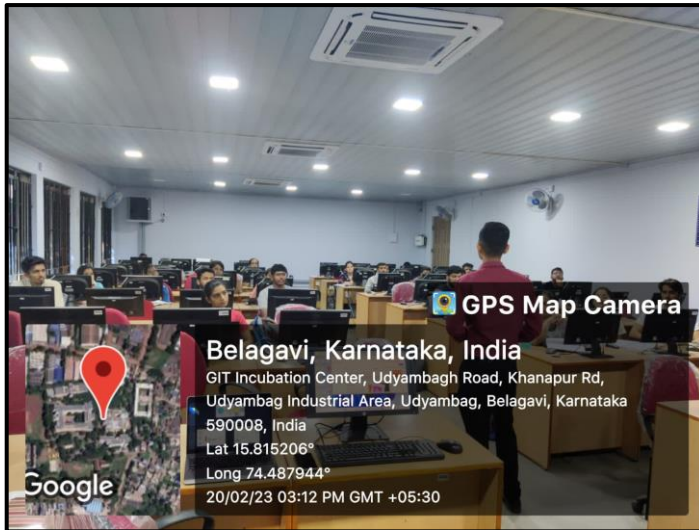 GPS Map Camera
Belagavi, Karnataka, India
GIT Incubation Center, Udyambagh Road, Khanapur Rd,
Udyambag Industrial Area, Udyambag, Belagavi, Karnataka
590008, India
Lat 15.815206°
Long 74.487944°
20/02/23 03:12 PM GMT +05:30
Google